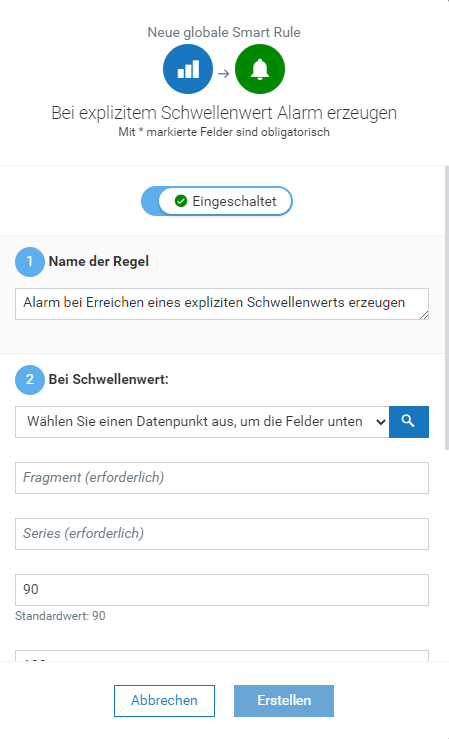 Neue globale Smart Rule
Bei explizitem Schwellenwert Alarm erzeugen
Mit * markierte Felder sind obligatorisch
Eingeschaltet
1 Name der Regel
Alarm bei Erreichen eines expliziten Schwellenwerts erzeugen
2 Bei Schwellenwert:
Wählen Sie einen Datenpunkt aus, um die Felder unten
Fragment (erforderlich)
Series (erforderlich)
90
Standardwert: 90
Abbrechen
Erstellen